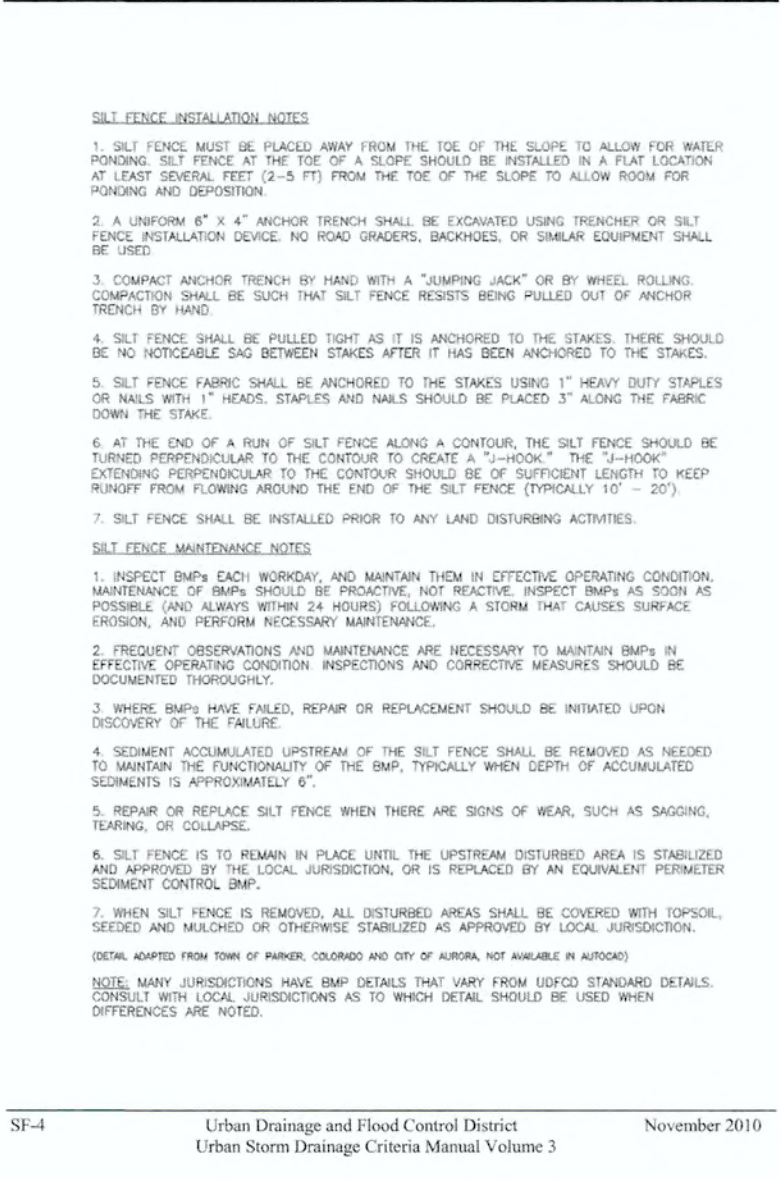 SILT FENCE INSTALLATION NOTES
1. SILT FENCE MUST BE PLACED AWAY FROM THE TOE OF THE SLOPE TO ALLOW FOR WATER
PONDING. SILT FENCE AT THE TOE OF A SLOPE SHOULD BE INSTALLED IN A FLAT LOCATION
AT LEAST SEVERAL FEET (2-5 FT) FROM THE TOE OF THE SLOPE TO ALLOW ROOM FOR
PONDING AND DEPOSITION.
2. A UNIFORM 6" X 4" ANCHOR TRENCH SHALL BE EXCAVATED USING TRENCHER OR SILT
FENCE INSTALLATION DEVICE. NO ROAD GRADERS, BACKHOES, OR SIMILAR EQUIPMENT SHALL
BE USED.
3. COMPACT ANCHOR TRENCH BY HAND WITH A "JUMPING JACK" OR BY WHEEL ROLLING.
COMPACTION SHALL BE SUCH THAT SILT FENCE RESISTS BEING PULLED OUT OF ANCHOR
TRENCH BY HAND.
4. SILT FENCE SHALL BE PULLED TIGHT AS IT IS ANCHORED TO THE STAKES. THERE SHOULD
BE NO NOTICEABLE SAG BETWEEN STAKES AFTER IT HAS BEEN ANCHORED TO THE STAKES.
5. SILT FENCE FABRIC SHALL BE ANCHORED TO THE STAKES USING 1" HEAVY DUTY STAPLES
OR NAILS WITH 1" HEADS. STAPLES AND NAILS SHOULD BE PLACED 3" ALONG THE FABRIC
DOWN THE STAKE.
6. AT THE END OF A RUN OF SILT FENCE ALONG A CONTOUR, THE SILT FENCE SHOULD BE
TURNED PERPENDICULAR TO THE CONTOUR TO CREATE A "J-HOOK." THE "J-HOOK"
EXTENDING PERPENDICULAR TO THE CONTOUR SHOULD BE OF SUFFICIENT LENGTH TO KEEP
RUNOFF FROM FLOWING AROUND THE END OF THE SILT FENCE (TYPICALLY 10' - 20').
7. SILT FENCE SHALL BE INSTALLED PRIOR TO ANY LAND DISTURBING ACTIVITIES.
SILT FENCE MAINTENANCE NOTES
1. INSPECT BMPs EACH WORKDAY, AND MAINTAIN THEM IN EFFECTIVE OPERATING CONDITION.
MAINTENANCE OF BMPs SHOULD BE PROACTIVE, NOT REACTIVE. INSPECT BMPs AS SOON AS
POSSIBLE (AND ALWAYS WITHIN 24 HOURS) FOLLOWING A STORM THAT CAUSES SURFACE
EROSION, AND PERFORM NECESSARY MAINTENANCE.
2. FREQUENT OBSERVATIONS AND MAINTENANCE ARE NECESSARY TO MAINTAIN BMPs IN
EFFECTIVE OPERATING CONDITION. INSPECTIONS AND CORRECTIVE MEASURES SHOULD BE
DOCUMENTED THOROUGHLY.
3. WHERE BMPs HAVE FAILED, REPAIR OR REPLACEMENT SHOULD BE INITIATED UPON
DISCOVERY OF THE FAILURE.
4. SEDIMENT ACCUMULATED UPSTREAM OF THE SILT FENCE SHALL BE REMOVED AS NEEDED
TO MAINTAIN THE FUNCTIONALITY OF THE BMP, TYPICALLY WHEN DEPTH OF ACCUMULATED
SEDIMENTS IS APPROXIMATELY 6".
5. REPAIR OR REPLACE SILT FENCE WHEN THERE ARE SIGNS OF WEAR, SUCH AS SAGGING,
TEARING, OR COLLAPSE.
6. SILT FENCE IS TO REMAIN IN PLACE UNTIL THE UPSTREAM DISTURBED AREA IS STABILIZED
AND APPROVED BY THE LOCAL JURISDICTION, OR IS REPLACED BY AN EQUIVALENT PERIMETER
SEDIMENT CONTROL BMP.
7. WHEN SILT FENCE IS REMOVED, ALL DISTURBED AREAS SHALL BE COVERED WITH TOPSOIL,
SEEDED AND MULCHED OR OTHERWISE STABILIZED AS APPROVED BY LOCAL JURISDICTION.
(DETAIL ADAPTED FROM TOWN OF PARKER, COLORADO AND CITY OF AURORA, NOT AVAILABLE IN AUTOCAD)
NOTE: MANY JURISDICTIONS HAVE BMP DETAILS THAT VARY FROM UDFCD STANDARD DETAILS.
CONSULT WITH LOCAL JURISDICTIONS AS TO WHICH DETAIL SHOULD BE USED WHEN
DIFFERENCES ARE NOTED.
SF-4 Urban Drainage and Flood Control District November 2010
Urban Storm Drainage Criteria Manual Volume 3